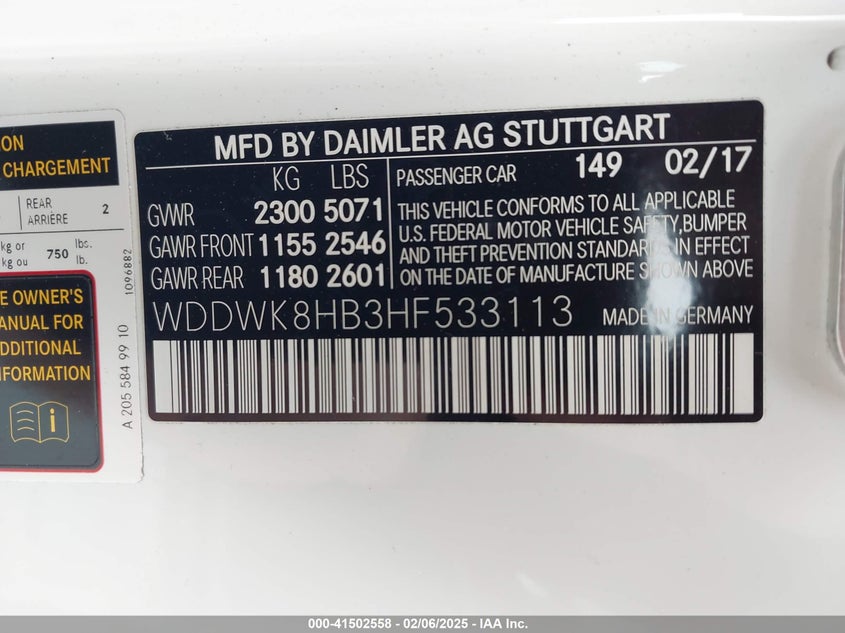 ION
CHARGEMENT
REAR
ARRIÈRE
2
kg or
kg ou
750
lbs.
lb.
1096882
E OWNER'S
ANUAL FOR
DDITIONAL
NFORMATION
A 205 584 99 10
MFD BY DAIMLER AG STUTTGART
KG LBS
GVWR 2300 5071
GAWR FRONT 1155 2546
GAWR REAR 1180 2601
PASSENGER CAR 149 02/17
THIS VEHICLE CONFORMS TO ALL APPLICABLE
U.S. FEDERAL MOTOR VEHICLE SAFETY,BUMPER
AND THEFT PREVENTION STANDARDS IN EFFECT
ON THE DATE OF MANUFACTURE SHOWN ABOVE
WDDWK8HB3HF533113
MADE IN GERMANY
000-41502558 - 02/06/2025 - IAA Inc.